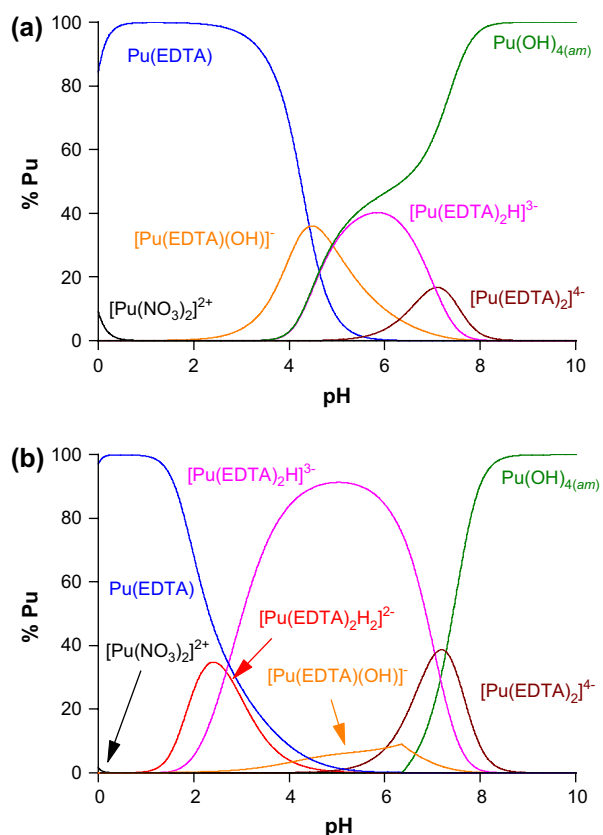 (a)
100
80
60
40
20
0
% Pu
Pu(EDTA)
Pu(OH)₄₍ₐₘ₎
[Pu(EDTA)₂H]³⁻
[Pu(EDTA)(OH)]⁻
[Pu(EDTA)₂]⁴⁻
[Pu(NO₃)₂]²⁺
0 2 4 6 8 10
pH
(b)
100
80
60
40
20
0
% Pu
[Pu(EDTA)₂H]³⁻
Pu(OH)₄₍ₐₘ₎
Pu(EDTA)
[Pu(EDTA)₂H₂]²⁻
[Pu(NO₃)₂]²⁺
[Pu(EDTA)(OH)]⁻
[Pu(EDTA)₂]⁴⁻
0 2 4 6 8 10
pH